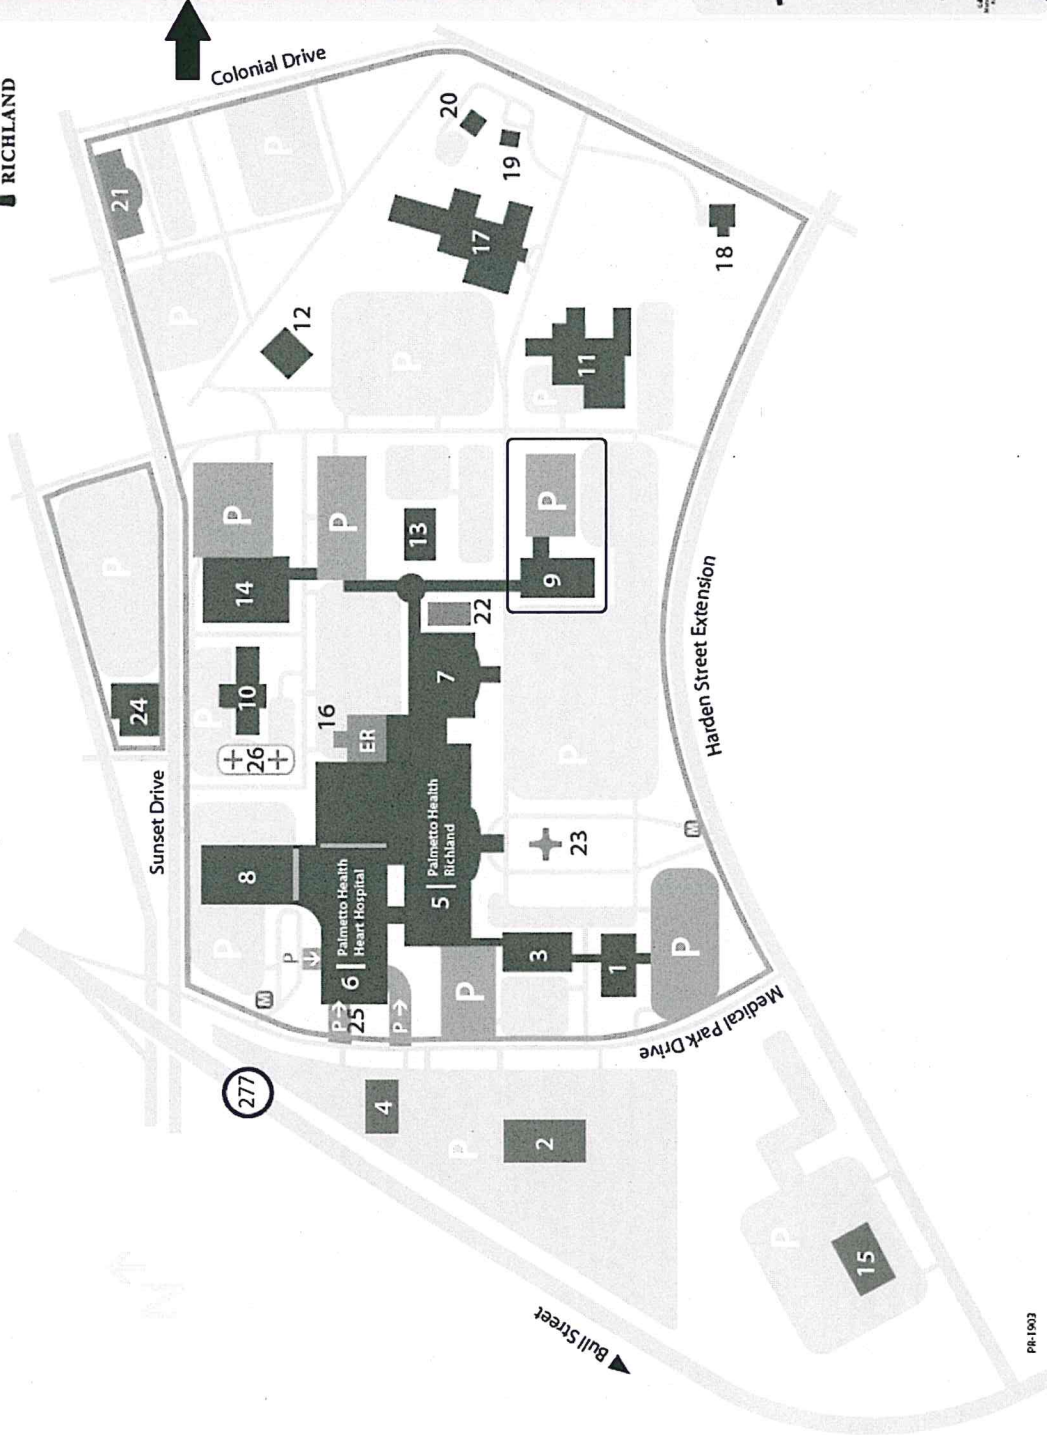 RICHLAND
Colonial Drive
20
19
21
P
17
18
P
12
P
11
P
P
P
P
13
P
9
14
22
7
24
P
10
16
ER
26
Sunset Drive
Harden Street Extension
P
5 | Palmetto Health
Richland
23
M
8
6 | Palmetto Health
Heart Hospital
P
P
3
1
P
P
M
P →
25
P →
Medical Park Drive
277
4
P
2
P
15
Bull Street
PR-1903